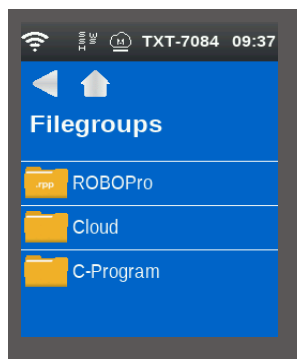 M TXT-7084 09:37
Filegroups
.rpp ROBOPro
Cloud
C-Program